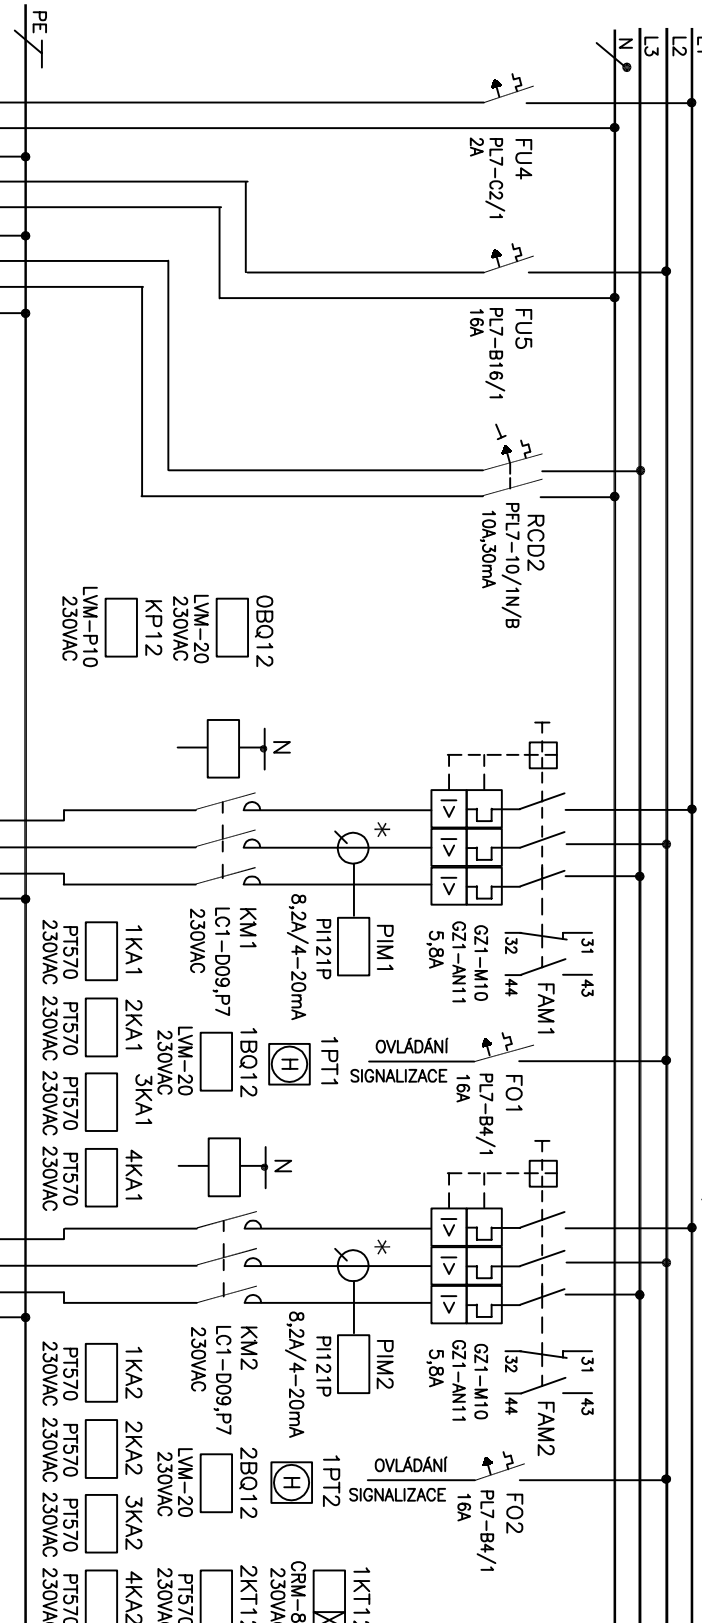 PE
N
L3
L2
FU4
PL7-C2/1
2A
FU5
PL7-B16/1
16A
RCD2
PFL7-10/1N/B
10A,30mA
0BQ12
LVM-20
230VAC
KP12
LVM-P10
230VAC
N
31
43
32
44
FAM1
GZ1-M10
GZ1-AN11
5,8A
*
PIM1
PI121P
8,2A/4-20mA
KM1
LC1-D09,P7
230VAC
1KA1
PT570
230VAC
2KA1
PT570
230VAC
3KA1
PT570
230VAC
4KA1
PT570
230VAC
1BQ12
LVM-20
230VAC
1PT1
H
OVLÁDÁNÍ
SIGNALIZACE
FO1
PL7-B4/1
16A
N
31
43
32
44
FAM2
GZ1-M10
GZ1-AN11
5,8A
*
PIM2
PI121P
8,2A/4-20mA
KM2
LC1-D09,P7
230VAC
1KA2
PT570
230VAC
2KA2
PT570
230VAC
3KA2
PT570
230VAC
4KA2
PT570
230VAC
2BQ12
LVM-20
230VAC
1PT2
H
OVLÁDÁNÍ
SIGNALIZACE
FO2
PL7-B4/1
16A
PT570